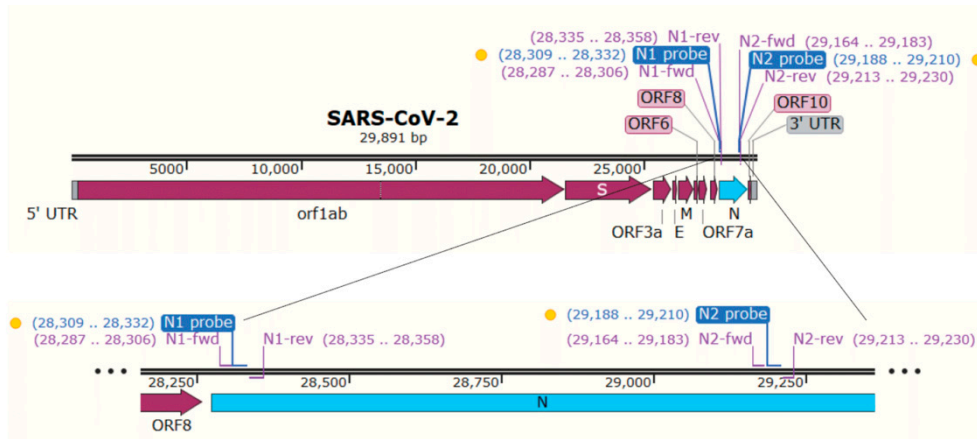 (28,335 .. 28,358) N1-rev N2-fwd (29,164 .. 29,183)
(28,309 .. 28,332) N1 probe N2 probe (29,188 .. 29,210)
(28,287 .. 28,306) N1-fwd N2-rev (29,213 .. 29,230)
ORF8 ORF10
ORF6 3' UTR
SARS-CoV-2
29,891 bp
5000 10,000 15,000 20,000 25,000
S
5' UTR orf1ab M N
ORF3a E ORF7a
(28,309 .. 28,332) N1 probe (29,188 .. 29,210) N2 probe
(28,287 .. 28,306) N1-fwd N1-rev (28,335 .. 28,358) (29,164 .. 29,183) N2-fwd N2-rev (29,213 .. 29,230)
28,250 28,500 28,750 29,000 29,250
N
ORF8